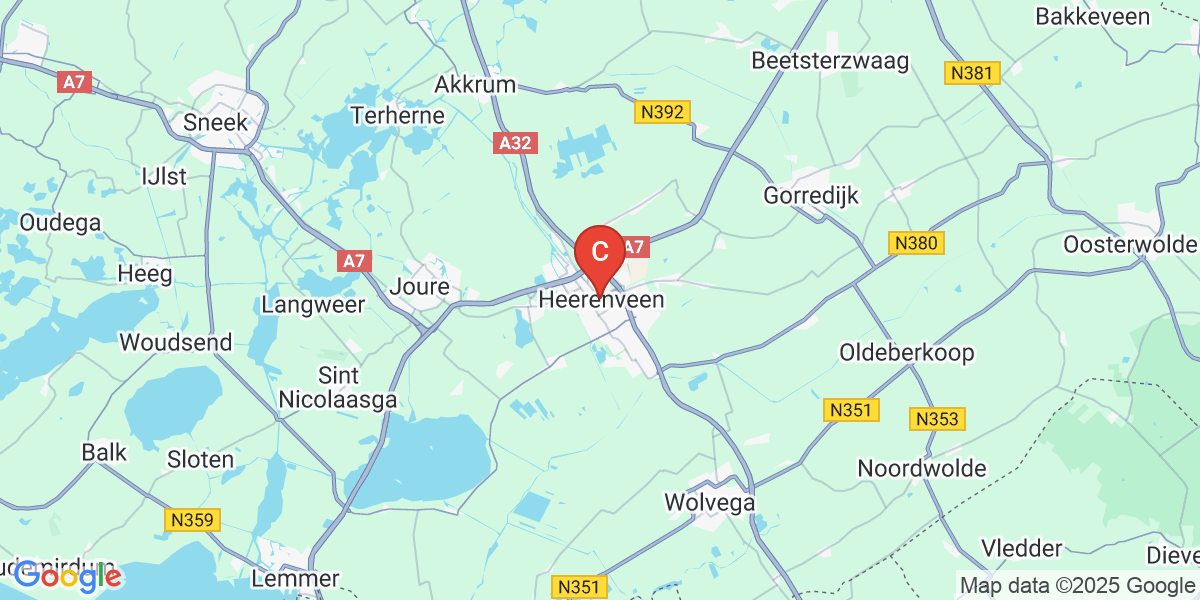 Bakkeveen
Beetsterzwaag
N381
A7
Akkrum
N392
Terherne
Sneek
A32
IJlst
Gorredijk
Oudega
N380
Oosterwolde
C
A7
A7
Heeg
Joure
Langweer
Heerenveen
Woudsend
Oldeberkoop
Sint
Nicolaasga
N351
N353
Balk
Sloten
Noordwolde
Wolvega
N359
Vledder
Dieve
udemirdum
Google
Lemmer
N351
Map data ©2025 Google